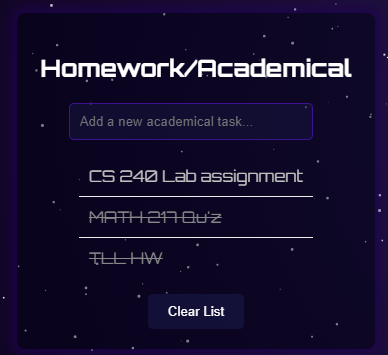 Homework/Academical
Add a new academical task...
CS 240 Lab assignment
MATH 217 Quiz
TLL HW
Clear List